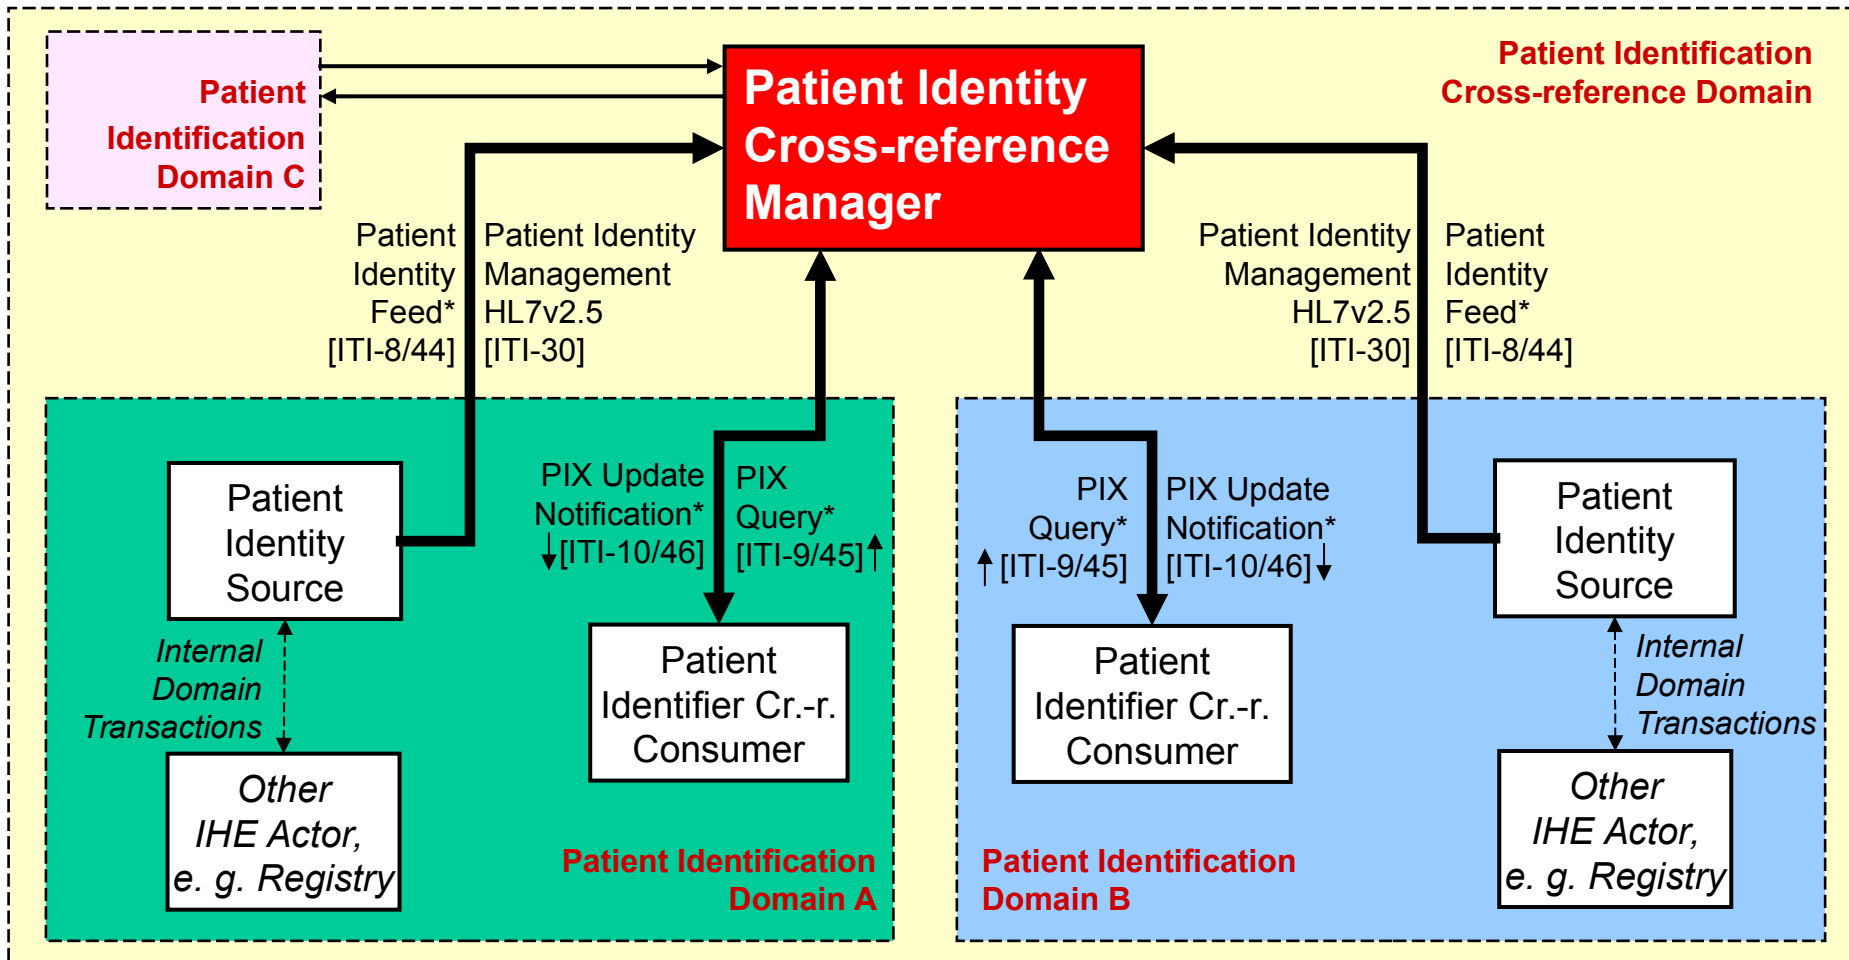 Patient
Identification
Domain C
Patient Identity
Cross-reference
Manager
Patient Identification
Cross-reference Domain
Patient
Identity
Feed*
[ITI-8/44]
Patient Identity
Management
HL7v2.5
[ITI-30]
Patient Identity
Management
HL7v2.5
[ITI-30]
Patient
Identity
Feed*
[ITI-8/44]
Patient
Identity
Source
PIX Update
Notification*
[ITI-10/46]
PIX
Query*
[ITI-9/45]
Internal
Domain
Transactions
Patient
Identifier Cr.-r.
Consumer
Other
IHE Actor,
e. g. Registry
Patient Identification
Domain A
PIX
Query*
[ITI-9/45]
PIX Update
Notification*
[ITI-10/46]
Patient
Identity
Source
Patient
Identifier Cr.-r.
Consumer
Internal
Domain
Transactions
Patient Identification
Domain B
Other
IHE Actor,
e. g. Registry